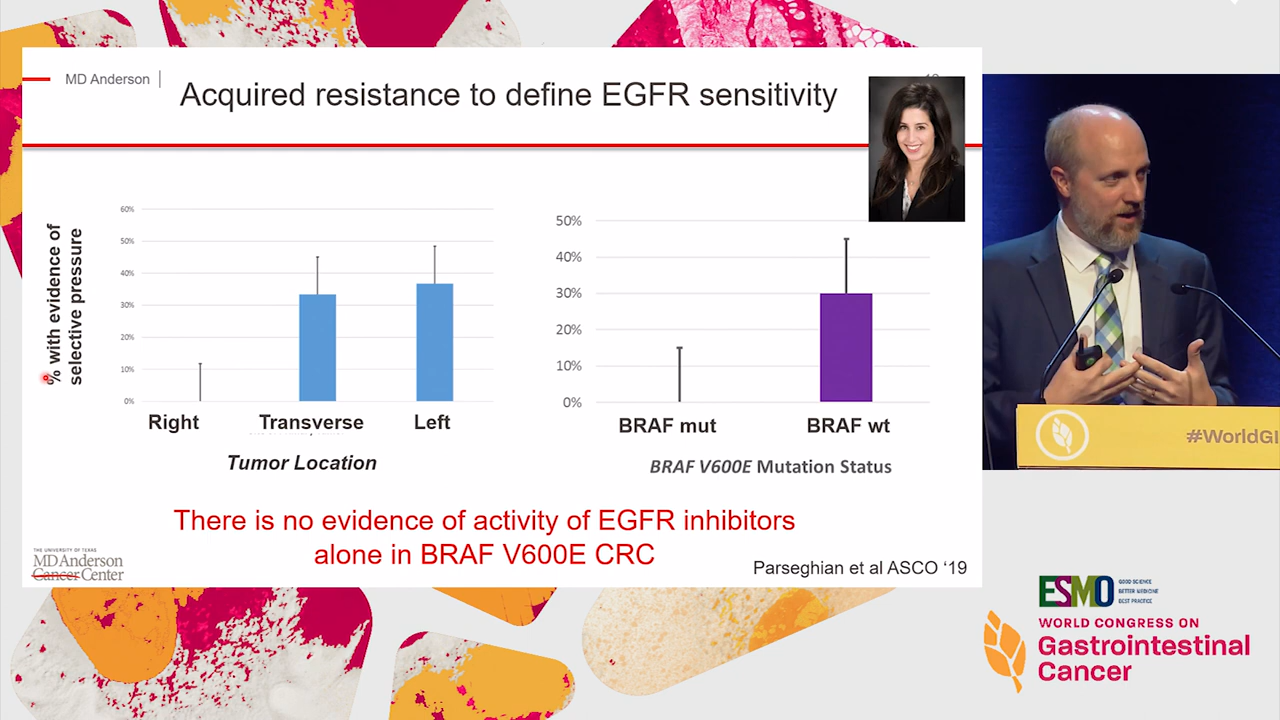 MD Anderson
Acquired resistance to define EGFR sensitivity
% with evidence of
selective pressure
60%
50%
40%
30%
20%
10%
0%
Right
Transverse
Left
Tumor Location
50%
40%
30%
20%
10%
0%
BRAF mut
BRAF wt
BRAF V600E Mutation Status
There is no evidence of activity of EGFR inhibitors
alone in BRAF V600E CRC
THE UNIVERSITY OF TEXAS
MD Anderson
Cancer Center
Parseghian et al ASCO ‘19
#WorldGI
ESMO
GOOD SCIENCE
BETTER MEDICINE
BEST PRACTICE
WORLD CONGRESS ON
Gastrointestinal
Cancer